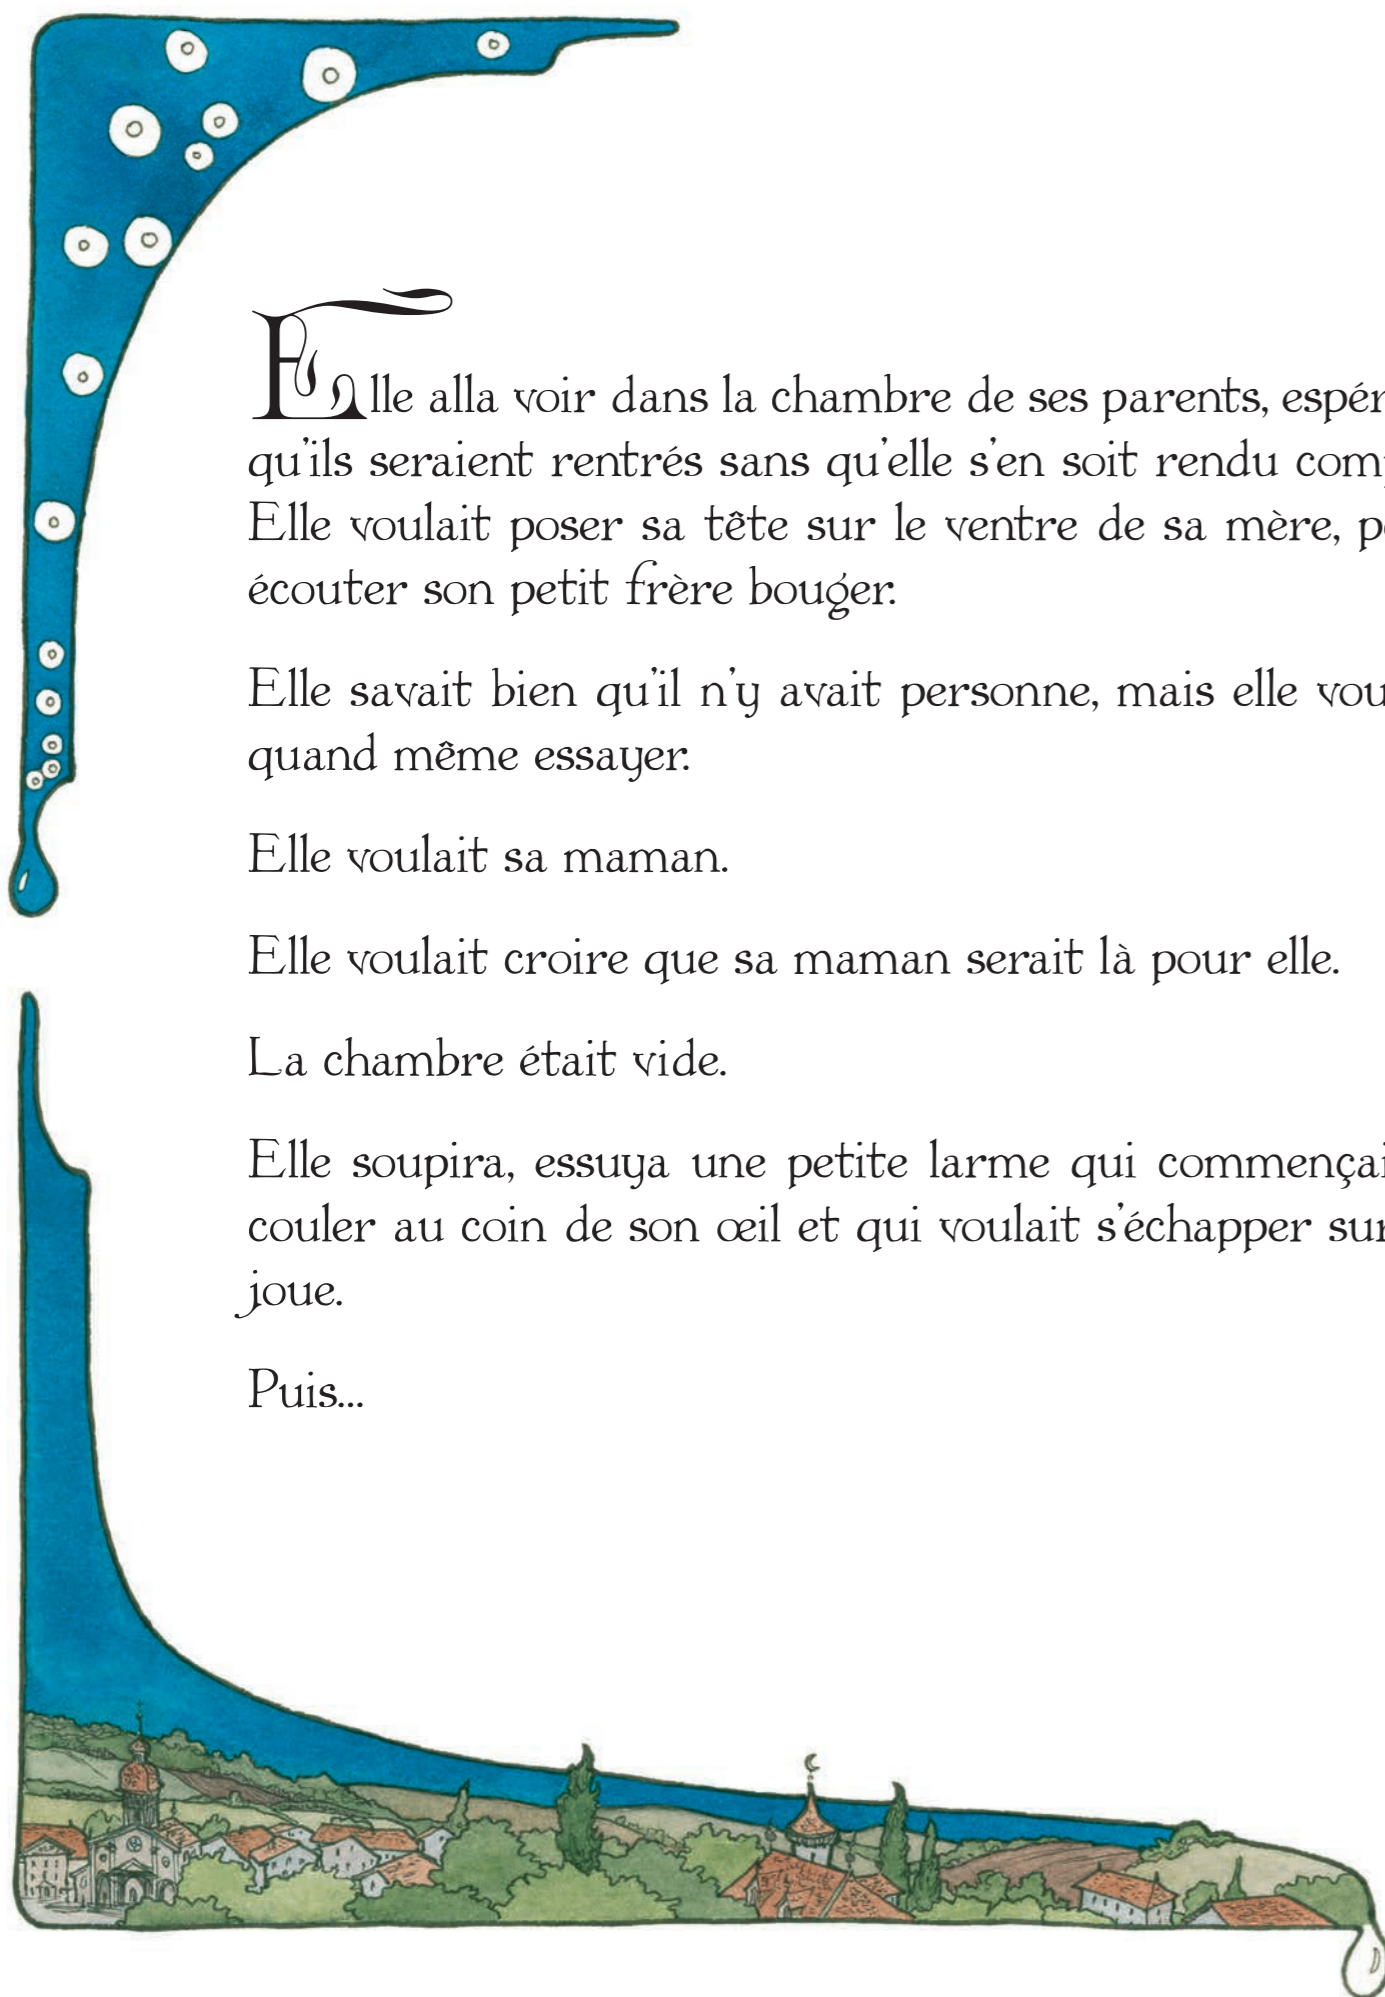 Elle alla voir dans la chambre de ses parents, espér
qu'ils seraient rentrés sans qu'elle s'en soit rendu com
Elle voulait poser sa tête sur le ventre de sa mère, p
écouter son petit frère bouger.
Elle savait bien qu'il n'y avait personne, mais elle vou
quand même essayer.
Elle voulait sa maman.
Elle voulait croire que sa maman serait là pour elle.
La chambre était vide.
Elle soupira, essuya une petite larme qui commençai
couler au coin de son œil et qui voulait s'échapper sur
joue.
Puis...